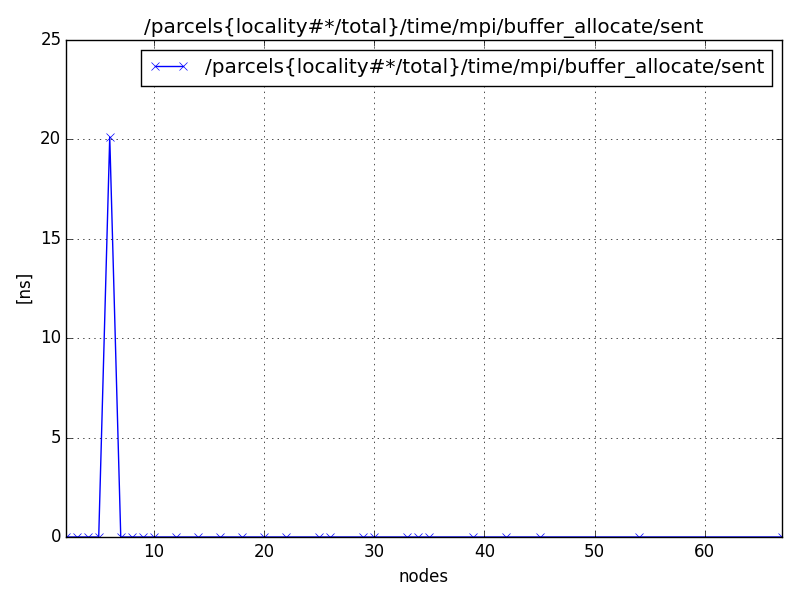 /parcels{locality#*/total}/time/mpi/buffer_allocate/sent
/parcels{locality#*/total}/time/mpi/buffer_allocate/sent
25
20
15
10
5
0
[ns]
10 20 30 40 50 60
nodes